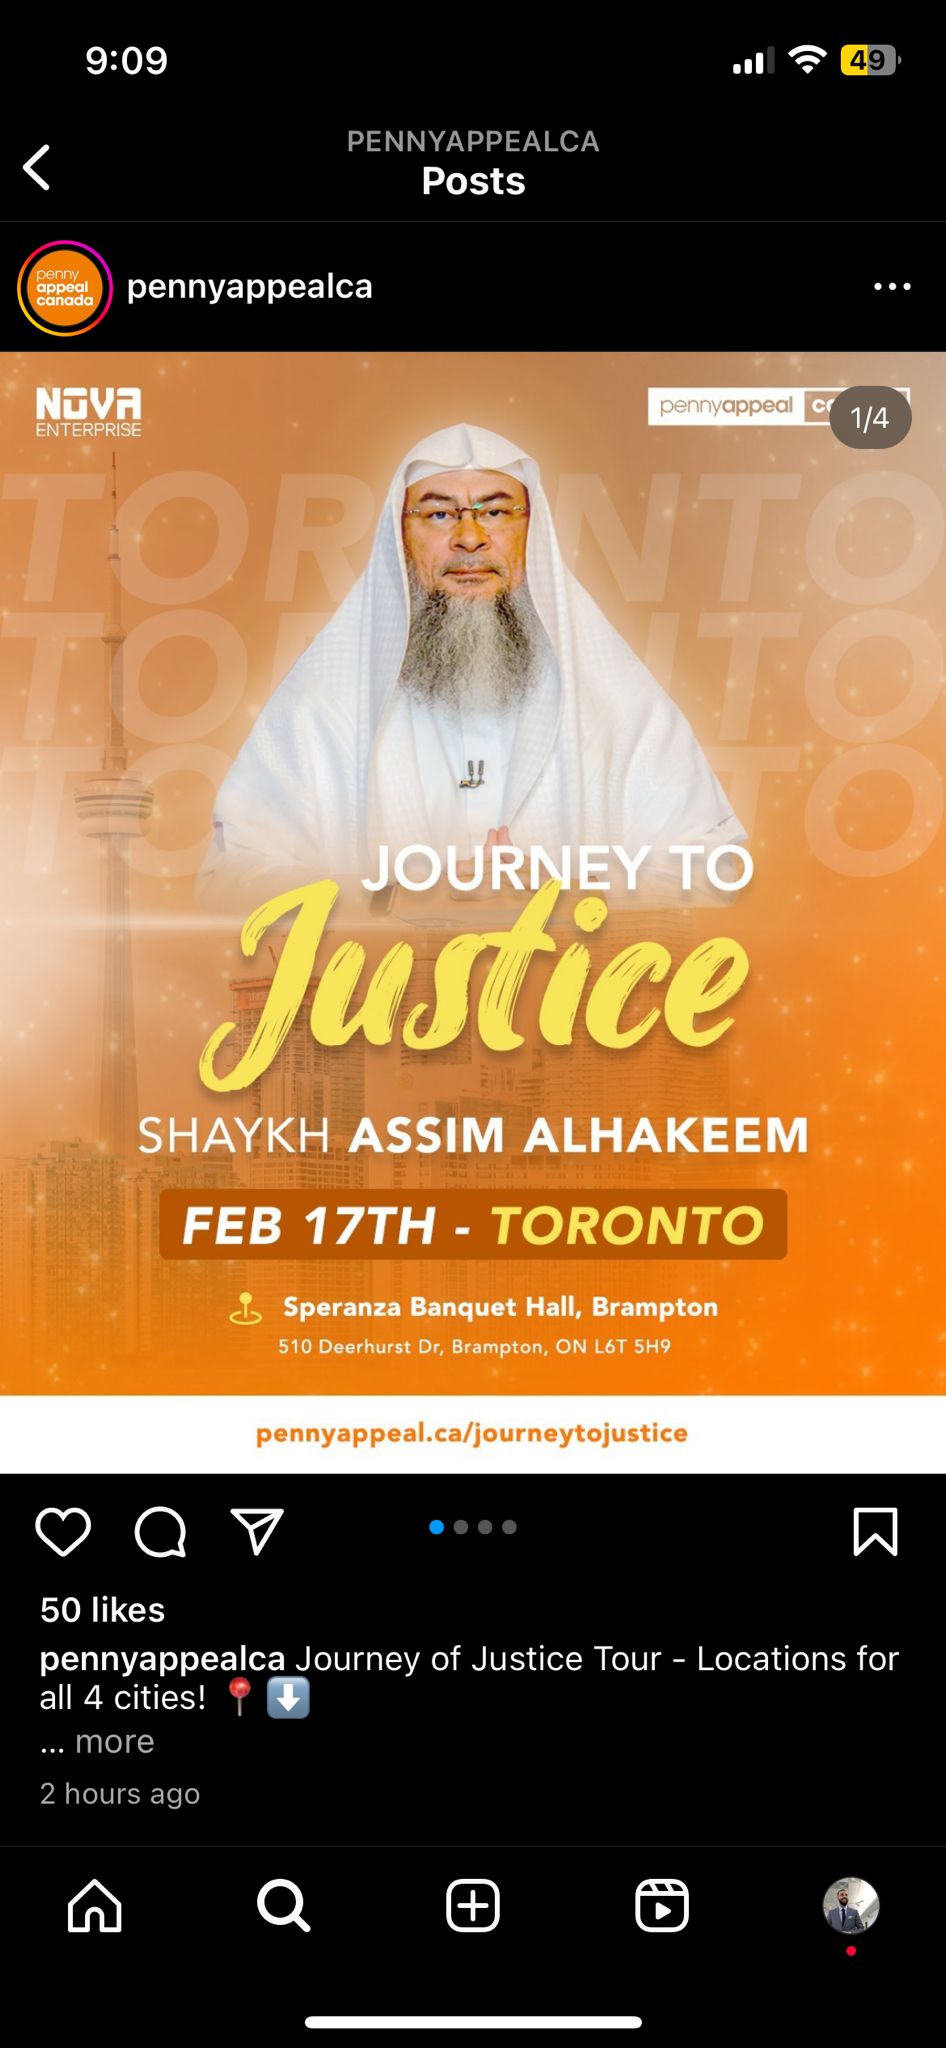 9:09
49
PENNYAPPEALCA
Posts
penny
appeal
canada
pennyappealca
NOVA
ENTERPRISE
pennyappeal
1/4
TORONTO
JOURNEY TO
Justice
SHAYKH ASSIM ALHAKEEM
FEB 17TH - TORONTO
Speranza Banquet Hall, Brampton
510 Deerhurst Dr, Brampton, ON L6T 5H9
pennyappeal.ca/journeytojustice
50 likes
pennyappealca Journey of Justice Tour - Locations for
all 4 cities! 📍 ⬇️
... more
2 hours ago